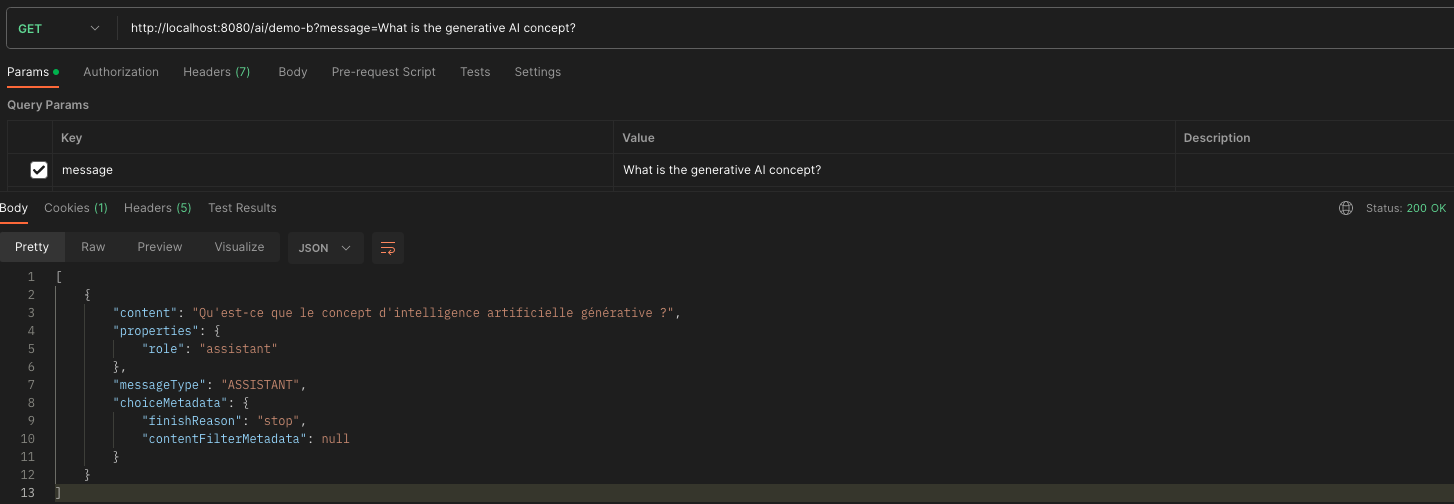 GET http://localhost:8080/ai/demo-b?message=What is the generative AI concept?
Params Authorization Headers (7) Body Pre-request Script Tests Settings
Query Params
Key Value Description
message What is the generative AI concept?
Body Cookies (1) Headers (5) Test Results Status: 200 OK
Pretty Raw Preview Visualize JSON
1 [
2 {
3 "content": "Qu'est-ce que le concept d'intelligence artificielle générative ?",
4 "properties": {
5 "role": "assistant"
6 },
7 "messageType": "ASSISTANT",
8 "choiceMetadata": {
9 "finishReason": "stop",
10 "contentFilterMetadata": null
11 }
12 }
13 ]